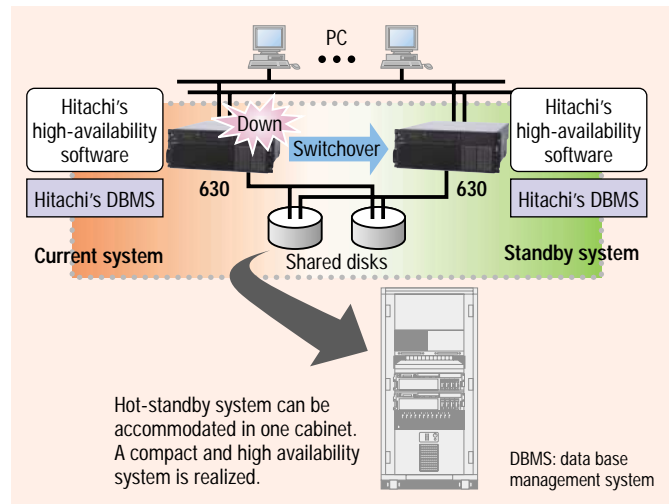 PC
Hitachi's
high-availability
software
Down
Switchover
Hitachi's
high-availability
software
Hitachi's DBMS
630
630
Hitachi's DBMS
Current system
Shared disks
Standby system
Hot-standby system can be
accommodated in one cabinet.
A compact and high availability
system is realized.
DBMS: data base
management system